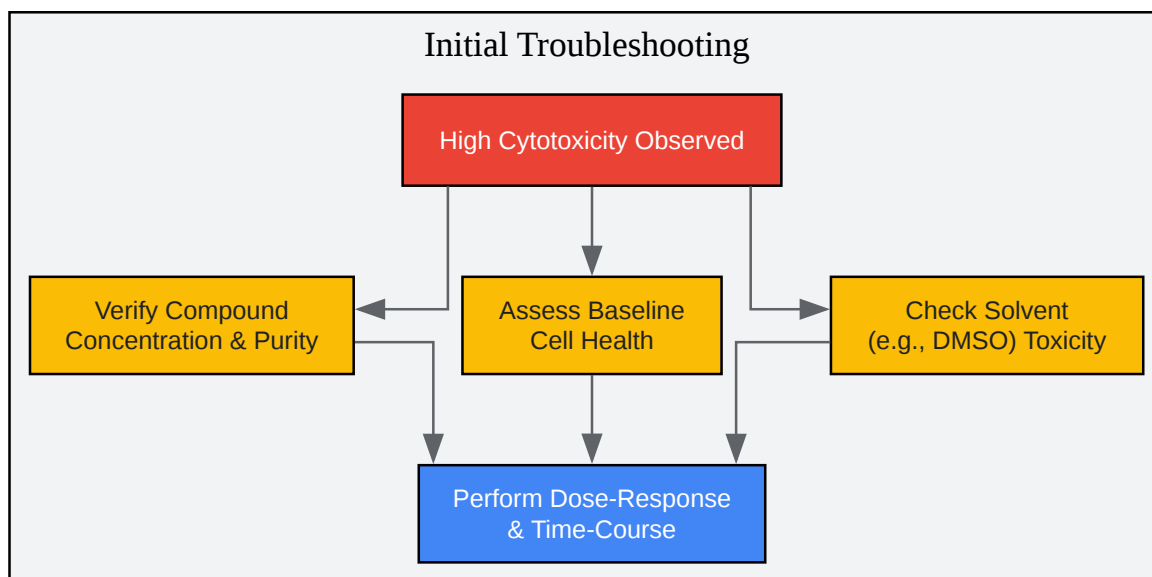 Initial Troubleshooting
High Cytotoxicity Observed
Verify Compound
Concentration & Purity
Assess Baseline
Cell Health
Check Solvent
(e.g., DMSO) Toxicity
Perform Dose-Response
& Time-Course